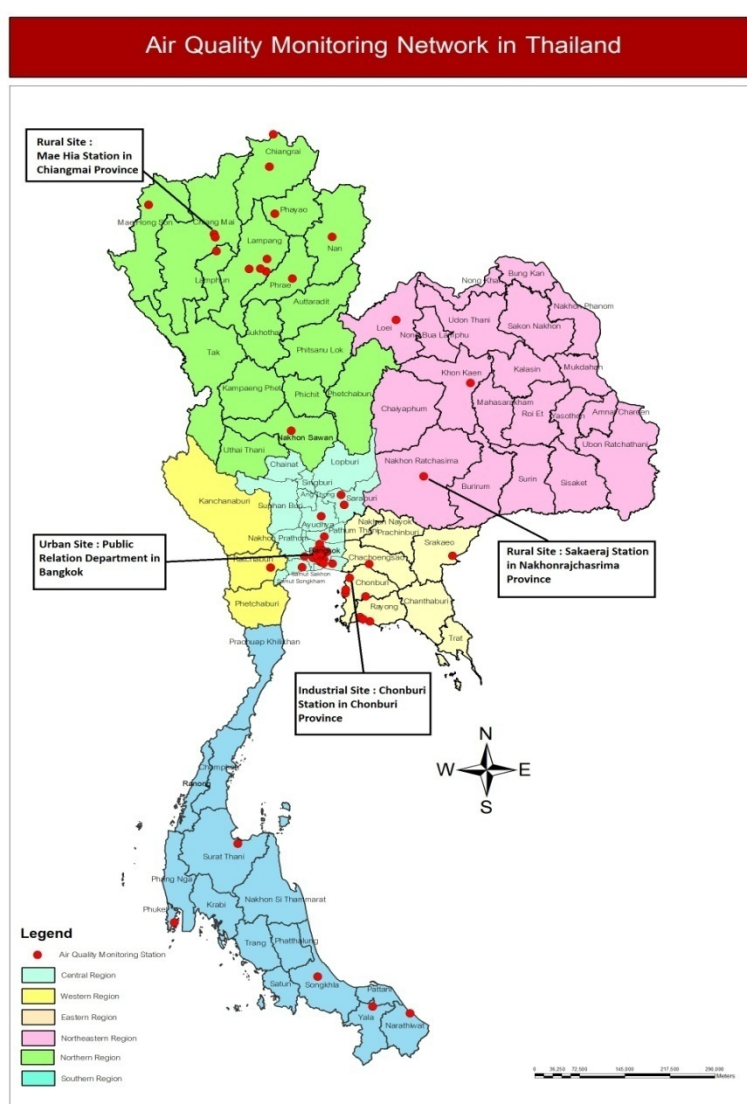 Air Quality Monitoring Network in Thailand
Rural Site :
Mae Hia Station in
Chiangmai Province
Chiangrai
Phayao
Mae Hong Son
Chiang Mai
Nan
Lampang
Lamphun
Phrae
Auttaradit
Sukhothai
Tak
Phitsanu Lok
Kampaeng Phet
Phichit
Phetchabun
Nakhon Sawan
Uthai Thani
Bung Kan
Nong Khai
Nakhon Phanom
Loei
Udon Thani
Nong Bua Lamphu
Sakon Nakhon
Khon Kaen
Kalasin
Mukdahan
Chaiyaphum
Mahasarakham
Roi Et
Yasothon
Amnat Charoen
Ubon Ratchathani
Nakhon Ratchasima
Burirum
Surin
Sisaket
Chainat
Lopburi
Singburi
Ang Thong
Saraburi
Suphan Buri
Kanchanaburi
Ayudhya
Nakhon Nayok
Pathum Thani
Prachinburi
Nakhon Prathom
Srakaeo
Bangkok
Urban Site : Public
Relation Department in
Bangkok
Rural Site : Sakaeraj Station
in Nakhonrajchasrima
Province
Ratchaburi
Chachoengsao
Samut Sakhon
Samut Songkham
Chonburi
Phetchaburi
Rayong
Chanthaburi
Trat
Prachuap Khilikhan
Industrial Site : Chonburi
Station in Chonburi
Province
N
W
E
S
Chumphon
Ranong
Surat Thani
Phang Nga
Krabi
Nakhon Si Thammarat
Phuket
Trang
Phatthalung
Satun
Songkhla
Pattani
Yala
Narathiwat
Legend
Air Quality Monitoring Station
Central Region
Western Region
Eastern Region
Northeastern Region
Northern Region
Southern Region
0 36,250 72,500 145,000 217,500 290,000
Meters